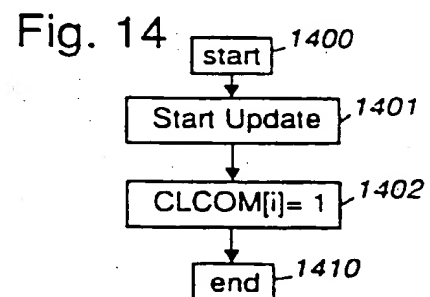 Fig. 14
start 1400
Start Update 1401
CLCOM[i]= 1 1402
end 1410